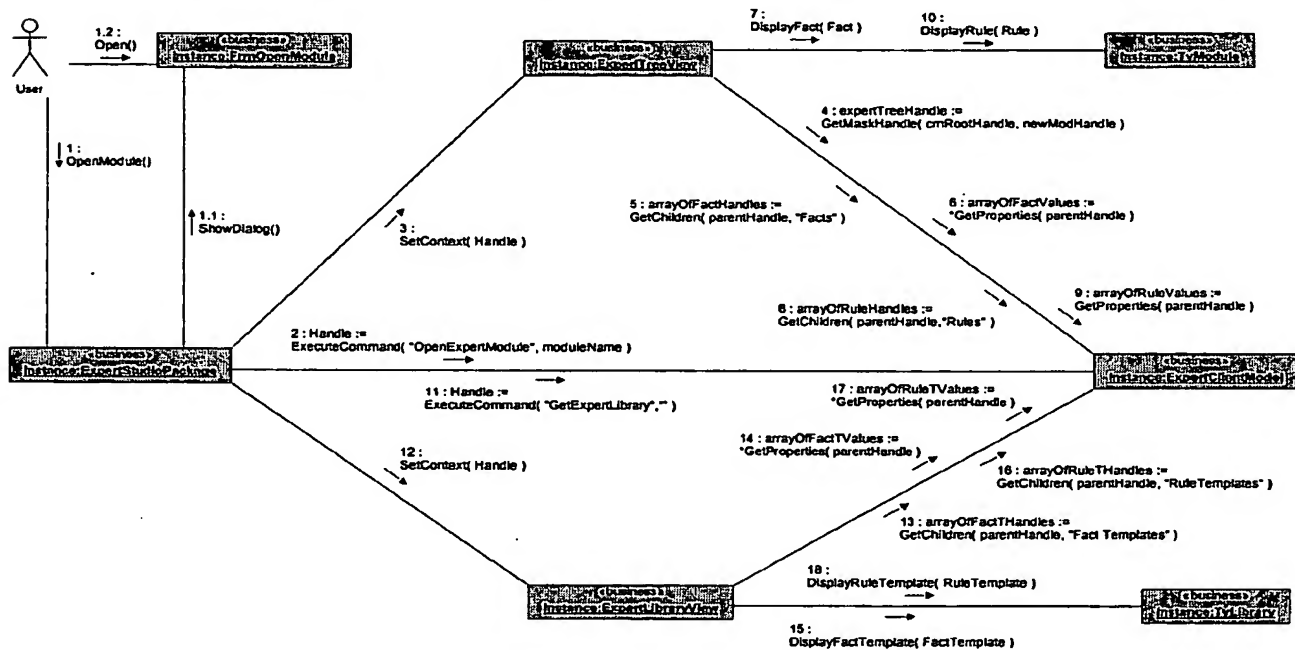 1.2 :
Open()
«business»
Instance:FrmOpenModule
User
1 :
OpenModule()
1.1 :
ShowDialog()
«business»
Instance:ExpertTreeView
7 :
DisplayFact( Fact )
10 :
DisplayRule( Rule )
«business»
Instance:TvModule
4 : expertTreeHandle :=
GetMaskHandle( cmRootHandle, newModHandle )
5 : arrayOfFactHandles :=
GetChildren( parentHandle, "Facts" )
6 : arrayOfFactValues :=
*GetProperties( parentHandle )
3 :
SetContext( Handle )
6 : arrayOfRuleHandles :=
GetChildren( parentHandle,"Rules" )
9 : arrayOfRuleValues :=
GetProperties( parentHandle )
2 : Handle :=
ExecuteCommand( "OpenExpertModule", moduleName )
«business»
Instance:ExpertStudioPackage
«business»
Instance:ExpertClientModel
11 : Handle :=
ExecuteCommand( "GetExpertLibrary","" )
17 : arrayOfRuleTValues :=
*GetProperties( parentHandle )
12 :
SetContext( Handle )
14 : arrayOfFactTValues :=
*GetProperties( parentHandle )
16 : arrayOfRuleTHandles :=
GetChildren( parentHandle, "RuleTemplates" )
13 : arrayOfFactTHandles :=
GetChildren( parentHandle, "Fact Templates" )
18 :
DisplayRuleTemplate( RuleTemplate )
«business»
Instance:ExpertLibraryView
«business»
Instance:TvLibrary
15 :
DisplayFactTemplate( FactTemplate )